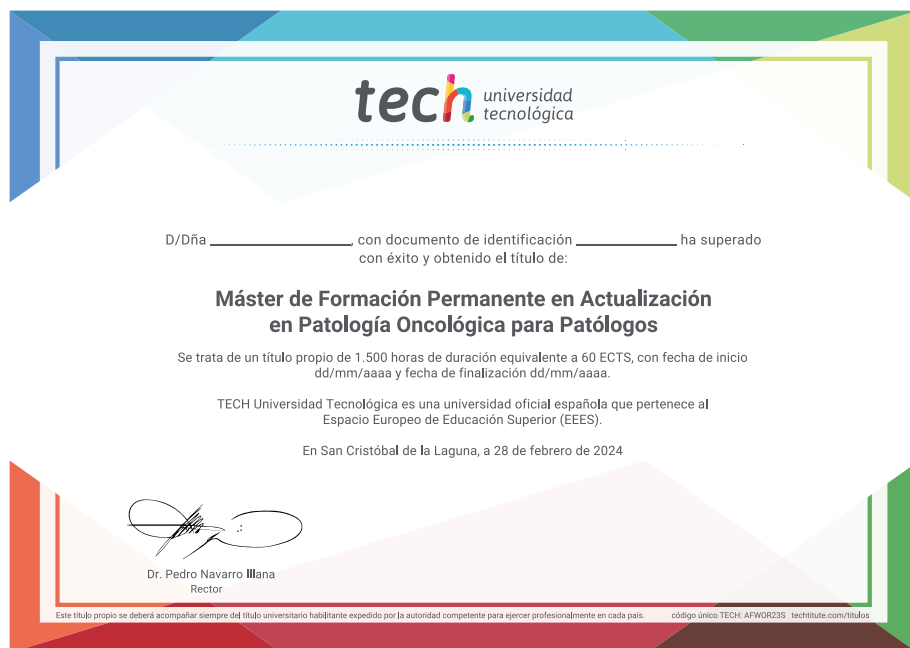 tech universidad
tecnológica
D/Dña ______________, con documento de identificación __________ ha superado
con éxito y obtenido el título de:
Máster de Formación Permanente en Actualización
en Patología Oncológica para Patólogos
Se trata de un título propio de 1.500 horas de duración equivalente a 60 ECTS, con fecha de inicio
dd/mm/aaaa y fecha de finalización dd/mm/aaaa.
TECH Universidad Tecnológica es una universidad oficial española que pertenece al
Espacio Europeo de Educación Superior (EEES).
En San Cristóbal de la Laguna, a 28 de febrero de 2024
Dr. Pedro Navarro Illana
Rector
Este título propio se deberá acompañar siempre del título universitario habilitante expedido por la autoridad competente para ejercer profesionalmente en cada país. código único TECH: AFWOR23S techtitute.com/titulos